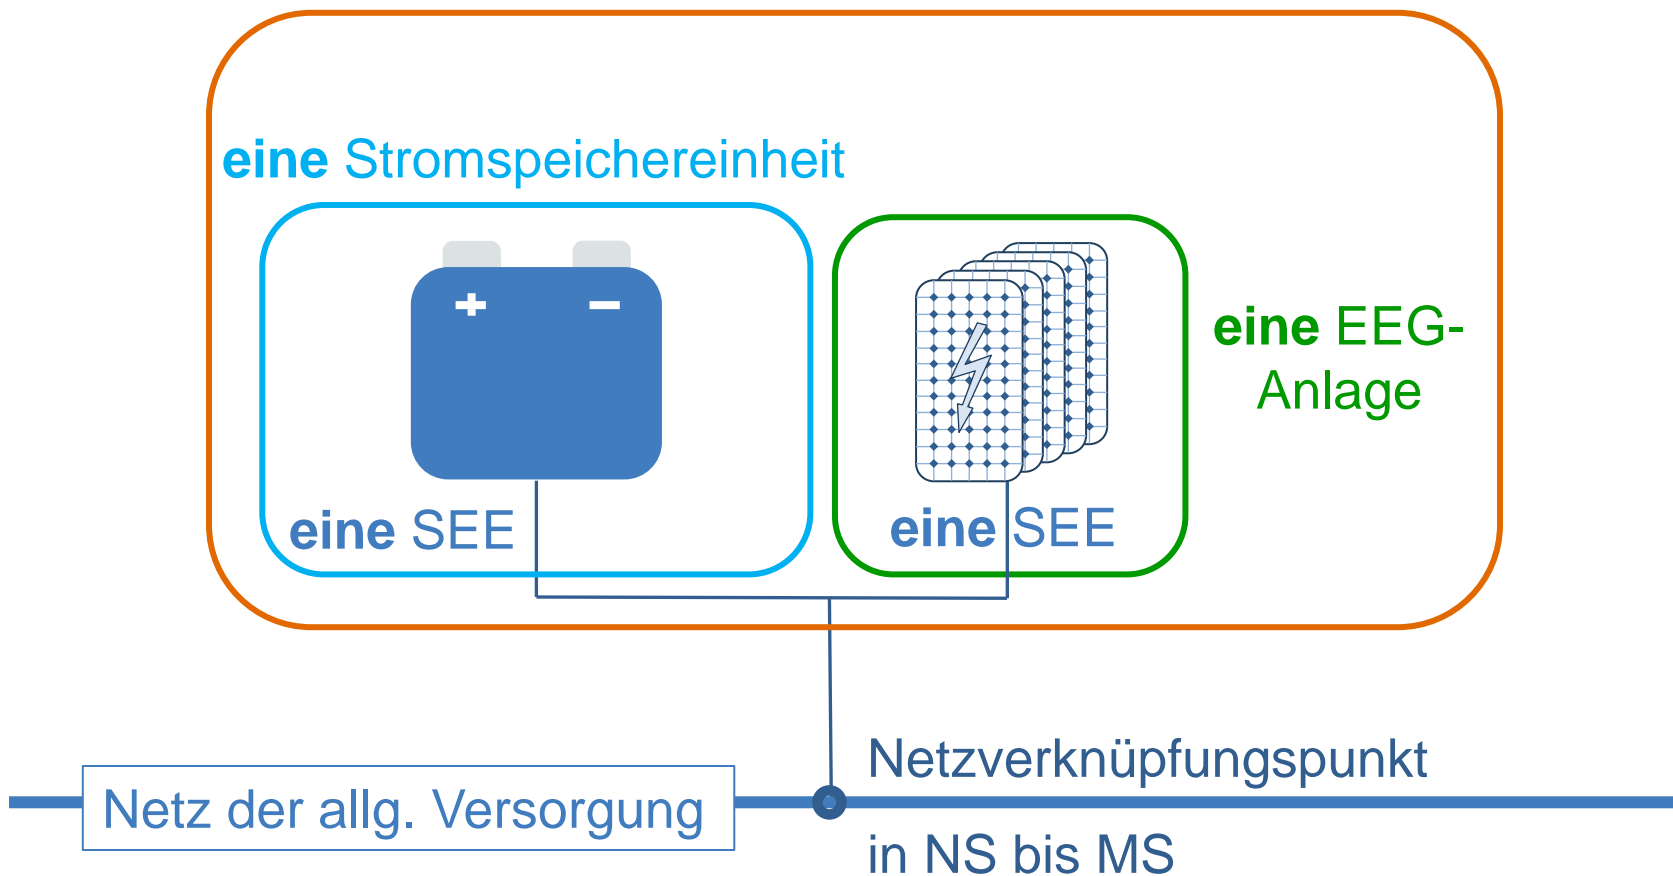 eine Stromspeichereinheit
eine EEG-
Anlage
eine SEE
eine SEE
Netzverknüpfungspunkt
Netz der allg. Versorgung
in NS bis MS